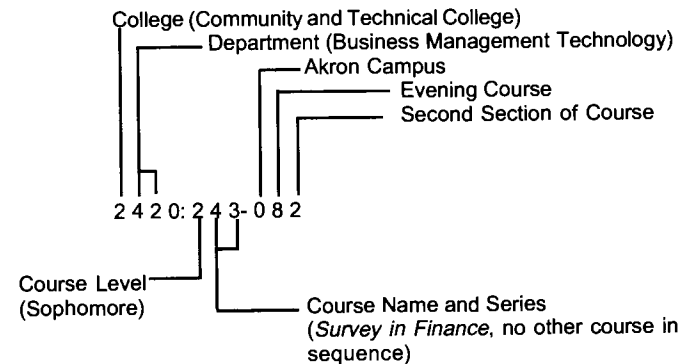 College (Community and Technical College)
Department (Business Management Technology)
Akron Campus
Evening Course
Second Section of Course
2 4 2 0: 2 4 3- 0 8 2
Course Level
(Sophomore)
Course Name and Series
(Survey in Finance, no other course in
sequence)